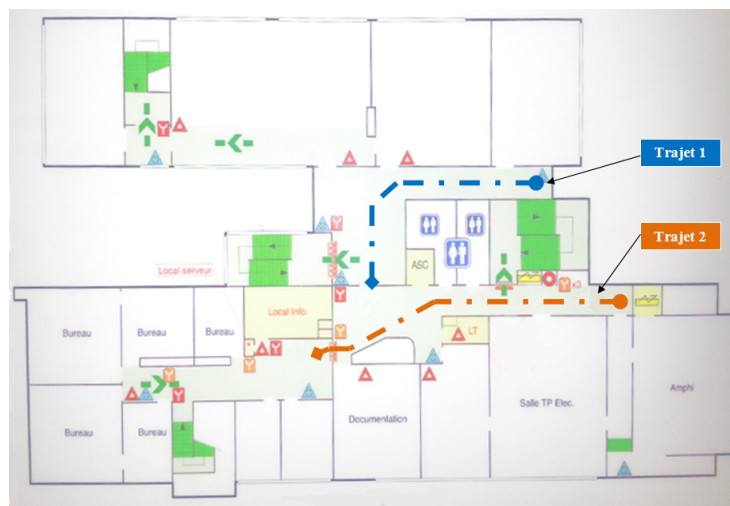 Trajet 1
Trajet 2
ASC
Local serveur
x3
Local Info.
Bureau
Bureau
Bureau
LT
Salle TP Elec.
Amphi
Documentation
Bureau
Bureau